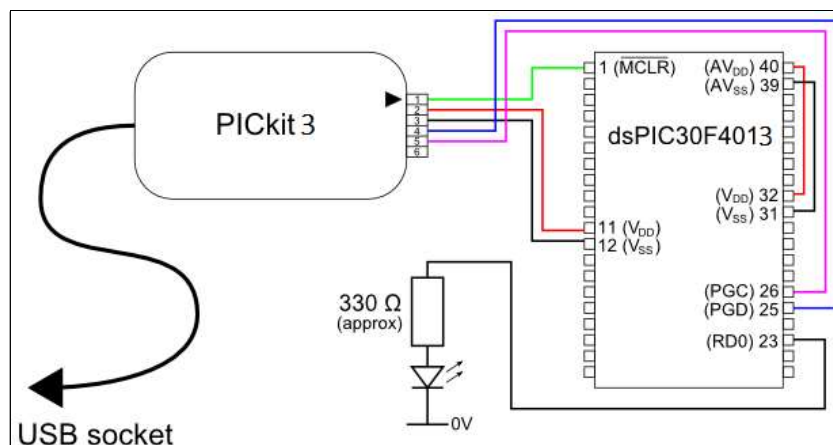 PICkit 3
1
2
3
4
5
6
USB socket
330 Ω
(approx)
0V
dsPIC30F4013
1 (MCLR)
11 (VDD)
12 (VSS)
(AVDD) 40
(AVSS) 39
(VDD) 32
(VSS) 31
(PGC) 26
(PGD) 25
(RD0) 23